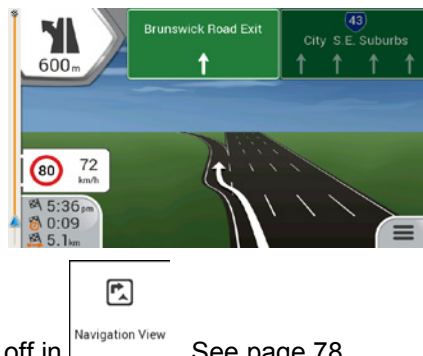 Brunswick Road Exit
43
City S.E. Suburbs
600m
80
72
km/h
5:36pm
0:09
5.1km
Navigation View
off in
See page 78